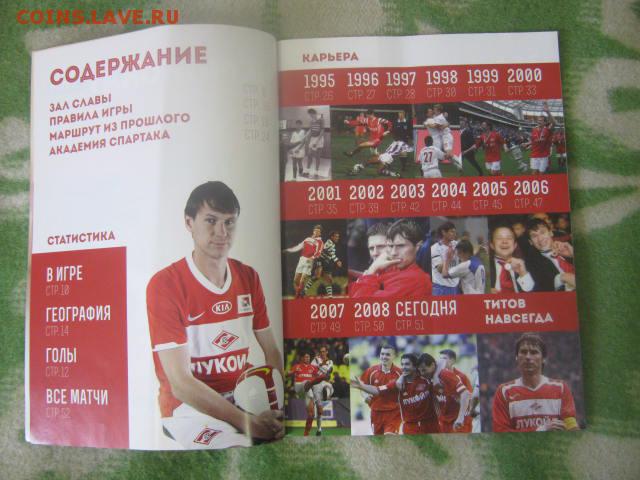 COINS.LAVE.RU
СОДЕРЖАНИЕ
ЗАЛ СЛАВЫ
ПРАВИЛА ИГРЫ
МАРШРУТ ИЗ ПРОШЛОГО
АКАДЕМИЯ СПАРТАКА
СТАТИСТИКА
В ИГРЕ
СТР.10
ГЕОГРАФИЯ
СТР.14
ГОЛЫ
СТР.12
ВСЕ МАТЧИ
СТР.52
KIA
ЛУКОЙЛ
КАРЬЕРА
1995 1996 1997 1998 1999 2000
СТР.26 СТР.27 СТР.28 СТР.30 СТР.31 СТР.33
27
2001 2002 2003 2004 2005 2006
СТР.35 СТР.39 СТР.42 СТР.44 СТР.45 СТР.47
2007 2008 СЕГОДНЯ ТИТОВ
СТР.49 СТР.50 СТР.51 НАВСЕГДА
ЛУКОЙЛ
ЛУКОЙЛ